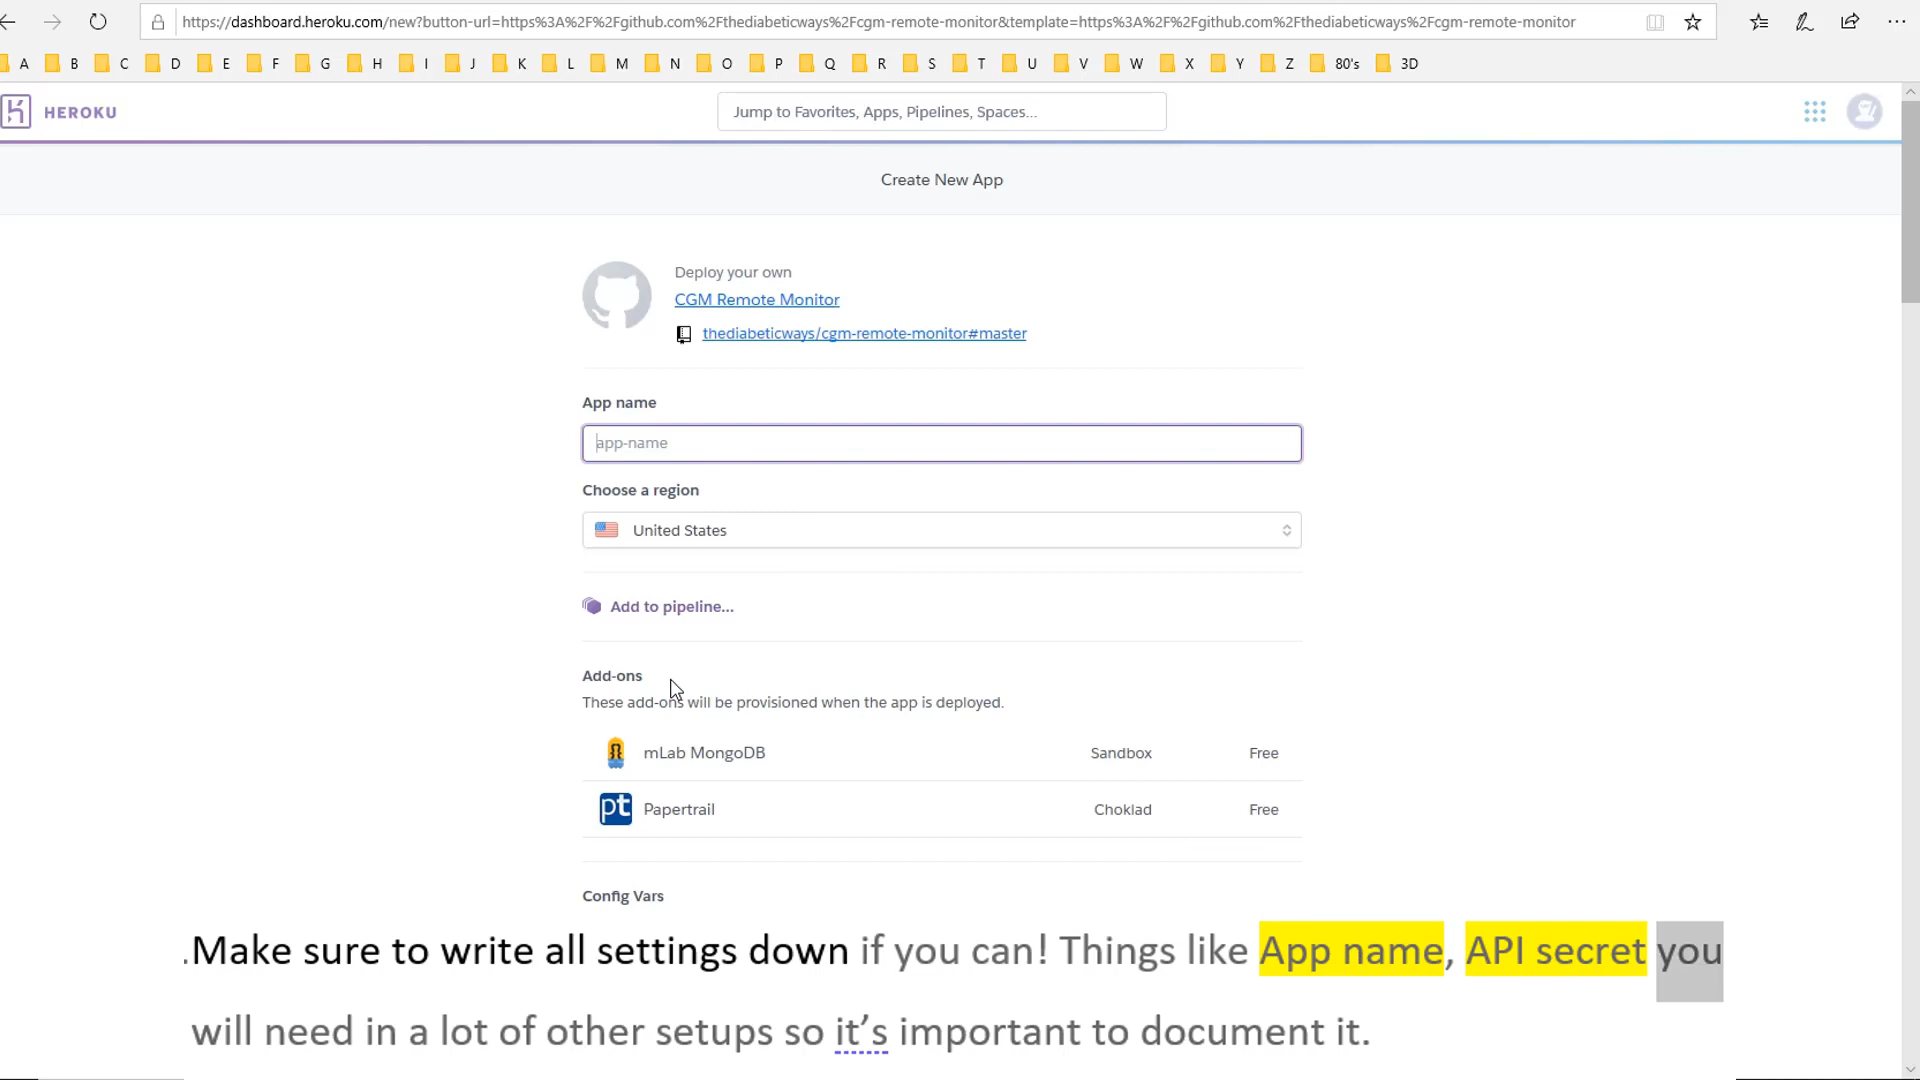 https://dashboard.heroku.com/new?button-url=https%3A%2F%2Fgithub.com%2Fthediabeticways%2Fcgm-remote-monitor&template=https%3A%2F%2Fgithub.com%2Fthediabeticways%2Fcgm-remote-monitor
A B C D E F G H I J K L M N O P Q R S T U V W X Y Z 80's 3D
HEROKU
Jump to Favorites, Apps, Pipelines, Spaces...
Create New App
Deploy your own
CGM Remote Monitor
thediabeticways/cgm-remote-monitor#master
App name
app-name
Choose a region
United States
Add to pipeline...
Add-ons
These add-ons will be provisioned when the app is deployed.
mLab MongoDB Sandbox Free
pt Papertrail Choklad Free
Config Vars
.Make sure to write all settings down if you can! Things like App name, API secret you
will need in a lot of other setups so it's important to document it.